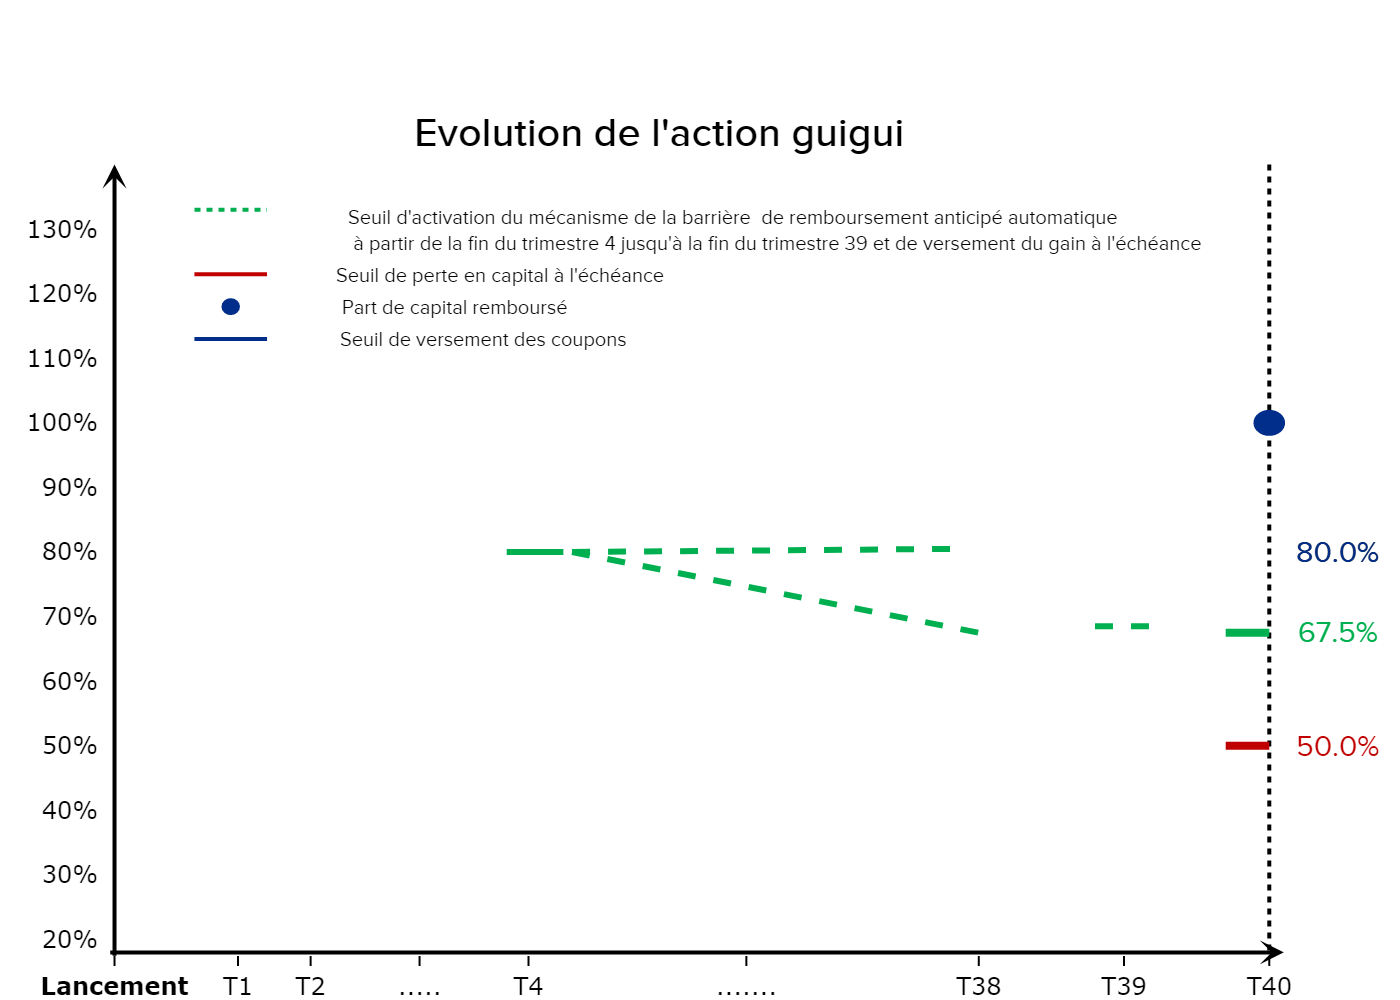 Evolution de l'action guigui
Seuil d'activation du mécanisme de la barrière  de remboursement anticipé automatique
à partir de la fin du trimestre 4 jusqu'à la fin du trimestre 39 et de versement du gain à l'échéance
Seuil de perte en capital à l'échéance
Part de capital remboursé
Seuil de versement des coupons
130%
120%
110%
100%
90%
80%
70%
60%
50%
40%
30%
20%
80.0%
67.5%
50.0%
Lancement T1 T2 ..... T4 ....... T38 T39 T40